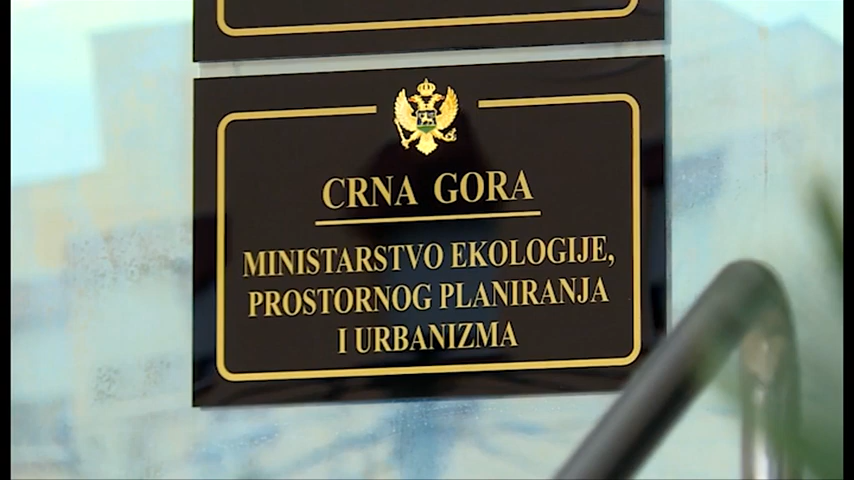 CRNA GORA
MINISTARSTVO EKOLOGIJE,
PROSTORNOG PLANIRANJA
I URBANIZMA